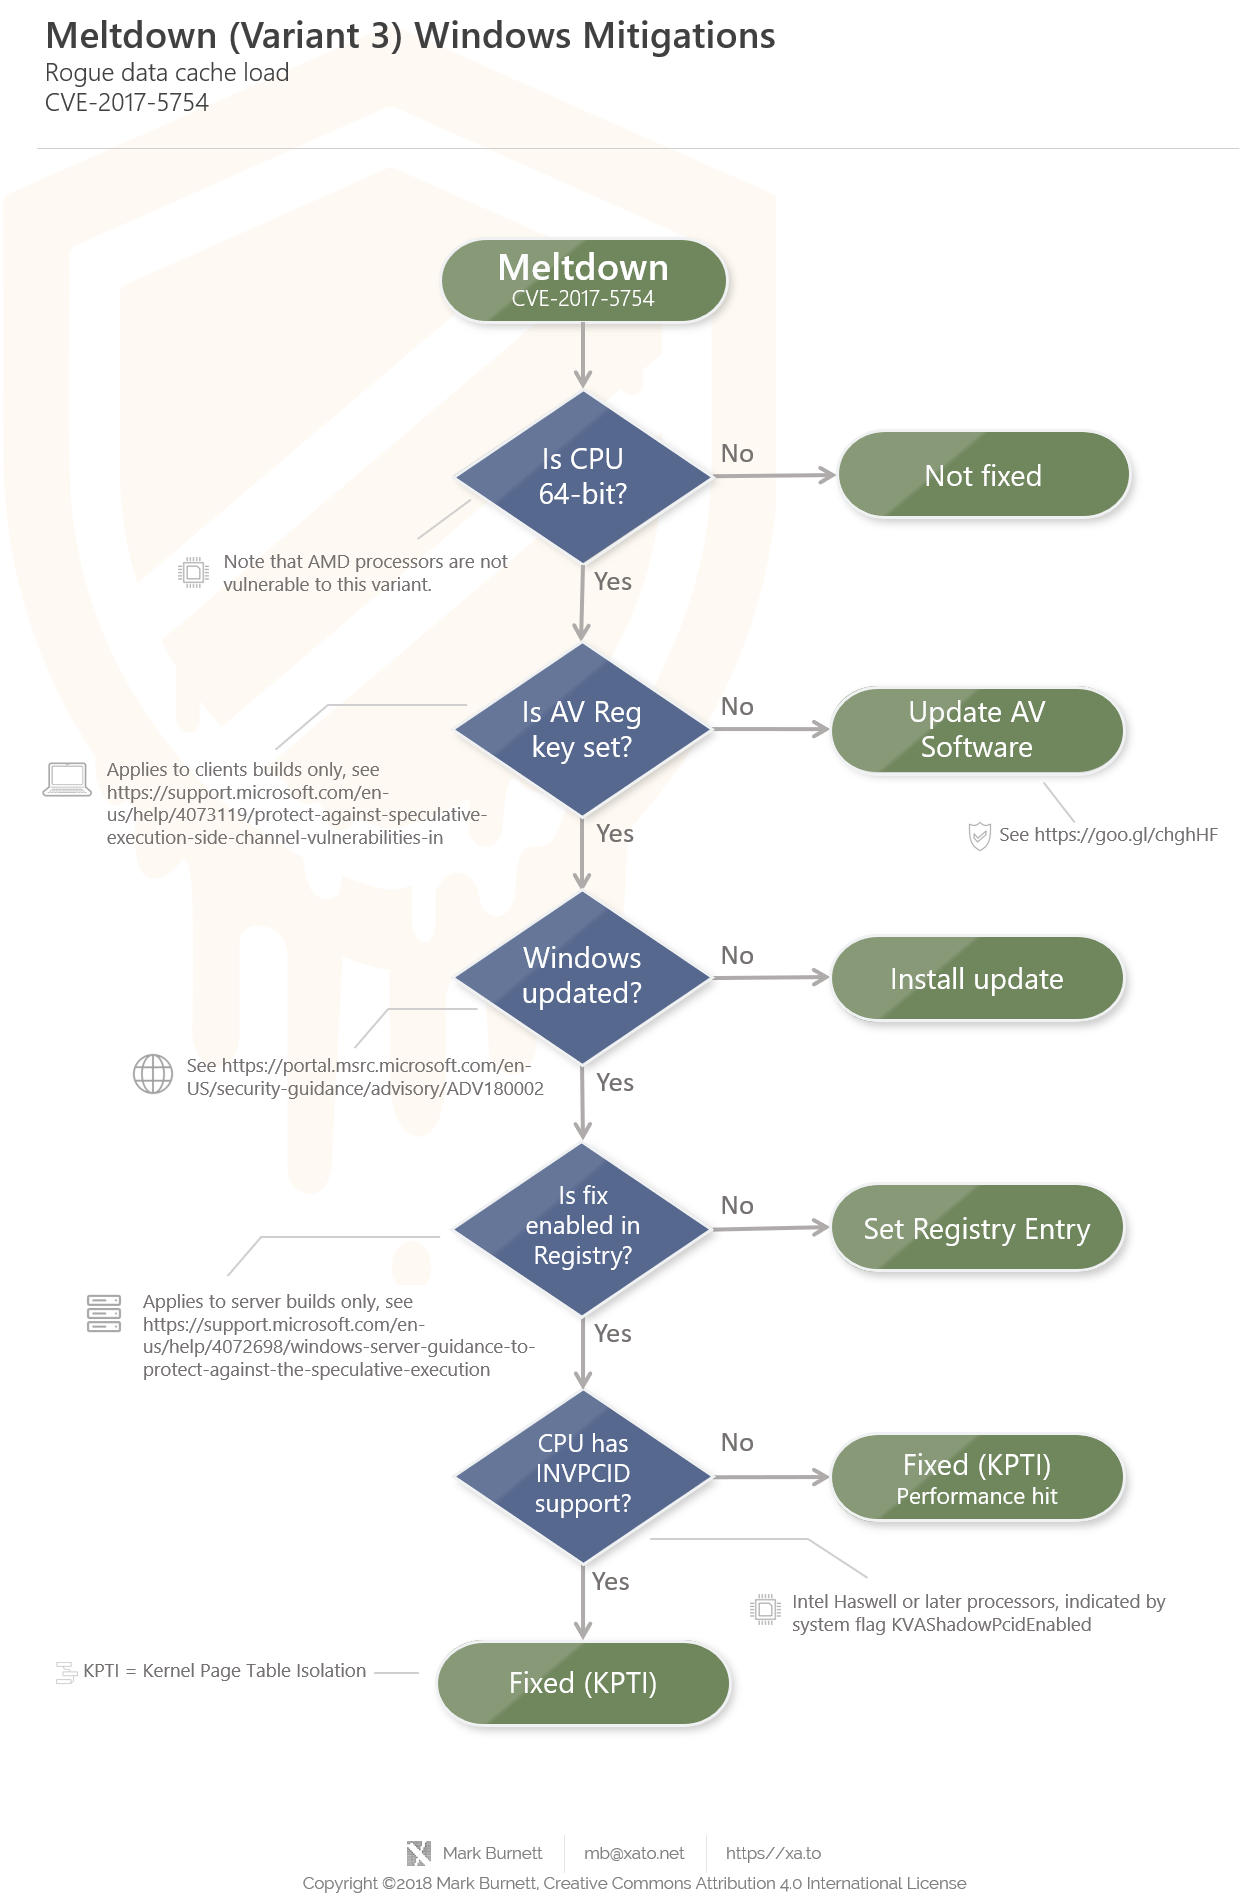 Meltdown (Variant 3) Windows Mitigations
Rogue data cache load
CVE-2017-5754
Meltdown
CVE-2017-5754
Is CPU
64-bit?
No
Not fixed
Note that AMD processors are not
vulnerable to this variant.
Yes
Is AV Reg
key set?
No
Update AV
Software
Applies to clients builds only, see
https://support.microsoft.com/en-
us/help/4073119/protect-against-speculative-
execution-side-channel-vulnerabilities-in
See https://goo.gl/chghHF
Yes
Windows
updated?
No
Install update
See https://portal.msrc.microsoft.com/en-
US/security-guidance/advisory/ADV180002
Yes
Is fix
enabled in
Registry?
No
Set Registry Entry
Applies to server builds only, see
https://support.microsoft.com/en-
us/help/4072698/windows-server-guidance-to-
protect-against-the-speculative-execution
Yes
CPU has
INVPCID
support?
No
Fixed (KPTI)
Performance hit
Yes
Intel Haswell or later processors, indicated by
system flag KVAShadowPcidEnabled
KPTI = Kernel Page Table Isolation
Fixed (KPTI)
Mark Burnett
mb@xato.net
https//xa.to
Copyright ©2018 Mark Burnett, Creative Commons Attribution 4.0 International License